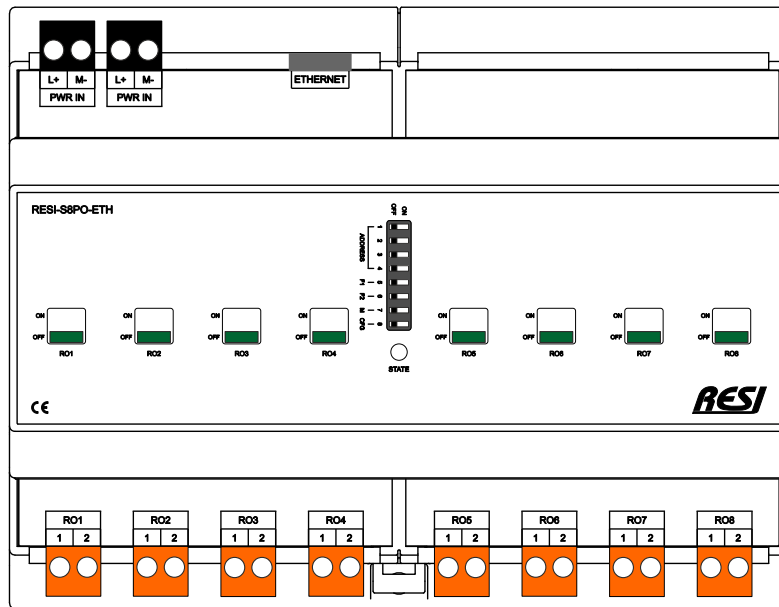 L+ M- L+ M-
PWR IN PWR IN
ETHERNET
RESI-S8PO-ETH
OFF ON
ADDRESS
1
2
3
4
F1 5
F2 6
M 7
CFG 8
ON ON ON ON ON ON ON ON
OFF OFF OFF OFF OFF OFF OFF OFF
RO1 RO2 RO3 RO4 RO5 RO6 RO7 RO8
STATE
CE
RESI
RO1 RO2 RO3 RO4 RO5 RO6 RO7 RO8
1 2 1 2 1 2 1 2 1 2 1 2 1 2 1 2